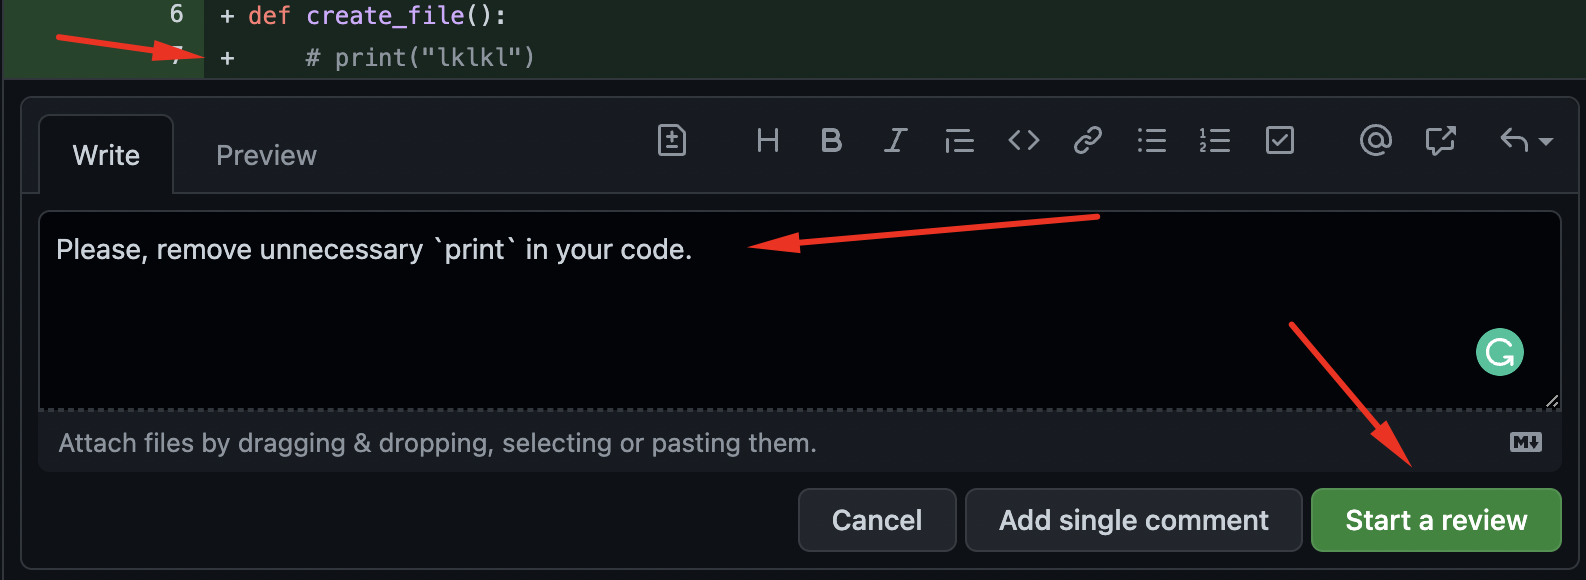 6 + def create_file():
7 + # print("lklkl")
Write Preview H B I
Please, remove unnecessary `print` in your code.
Attach files by dragging & dropping, selecting or pasting them. M
Cancel Add single comment Start a review